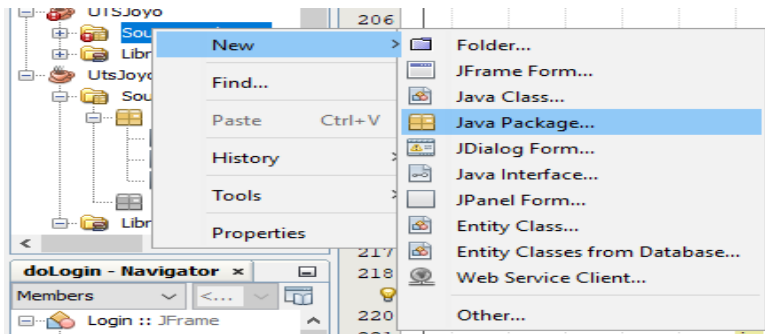 UTSJoyo
206
Sou
New
Folder...
Libr
JFrame Form...
UtsJoyo
Find...
Java Class...
Sou
Paste Ctrl+V
Java Package...
JDialog Form...
History
Java Interface...
Tools
JPanel Form...
Libr
Properties
Entity Class...
217
Entity Classes from Database...
doLogin - Navigator ×
218
Web Service Client...
Members
<...
Login :: JFrame
220
Other...